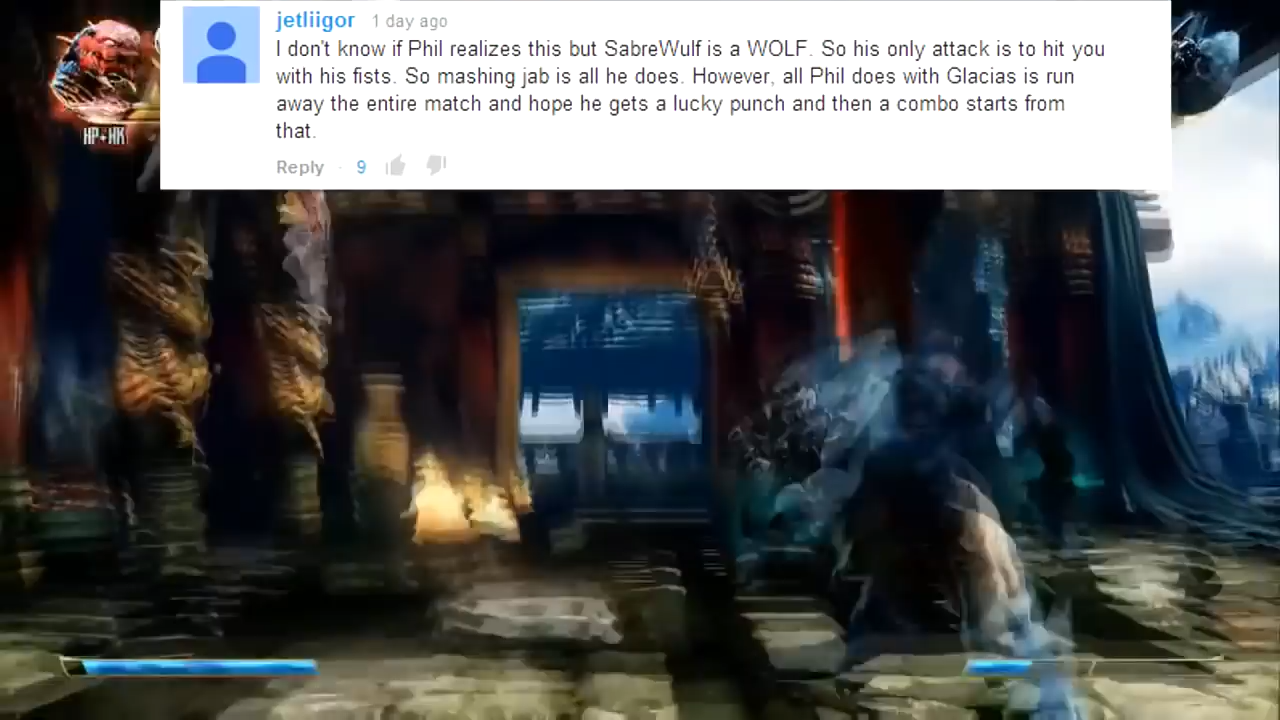 jetliigor 1 day ago
I don't know if Phil realizes this but SabreWulf is a WOLF. So his only attack is to hit you
with his fists. So mashing jab is all he does. However, all Phil does with Glacias is run
away the entire match and hope he gets a lucky punch and then a combo starts from
that.
Reply · 9
HP+HK